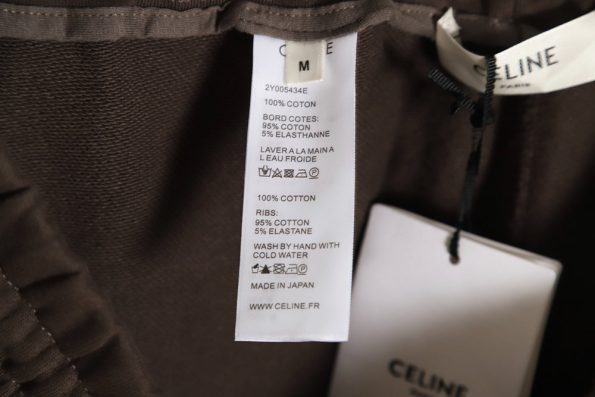 M
2Y005434E
100% COTON
BORD COTES:
95% COTON
5% ELASTHANNE
LAVER A LA MAIN A
L EAU FROIDE
100% COTTON
RIBS:
95% COTTON
5% ELASTANE
WASH BY HAND WITH
COLD WATER
MADE IN JAPAN
WWW.CELINE.FR
CELINE
PARIS
CELINE